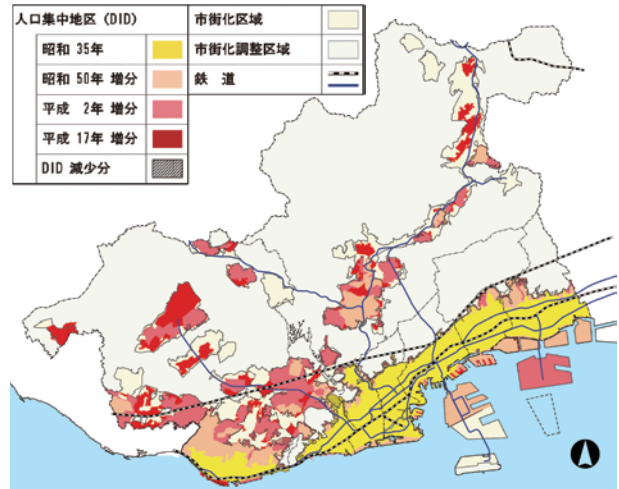 人口集中地区 (DID)
昭和 35年
昭和 50年 増分
平成 2年 増分
平成 17年 増分
DID 減少分
市街化区域
市街化調整区域
鉄 道